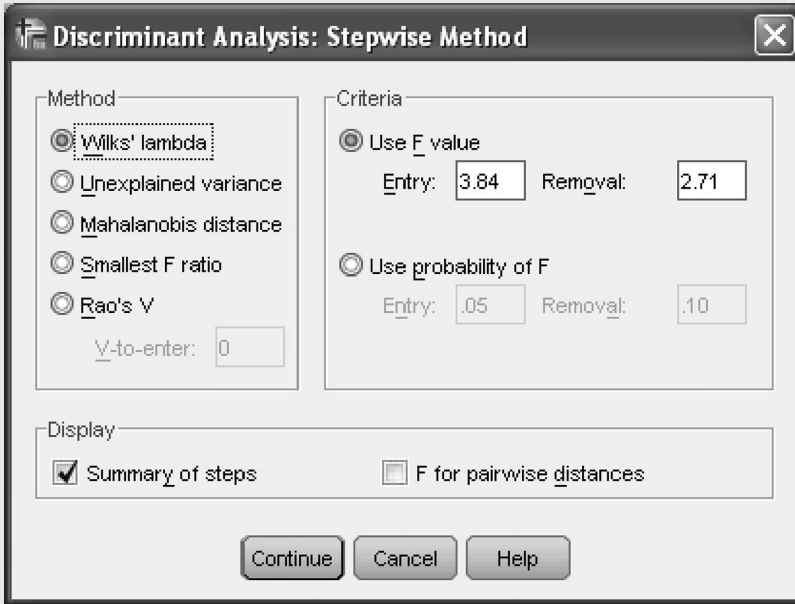 Discriminant Analysis: Stepwise Method
Method
Wilks' lambda
Unexplained variance
Mahalanobis distance
Smallest F ratio
Rao's V
V-to-enter: 0
Criteria
Use F value
Entry: 3.84 Removal: 2.71
Use probability of F
Entry: .05 Removal: .10
Display
Summary of steps
F for pairwise distances
Continue Cancel Help